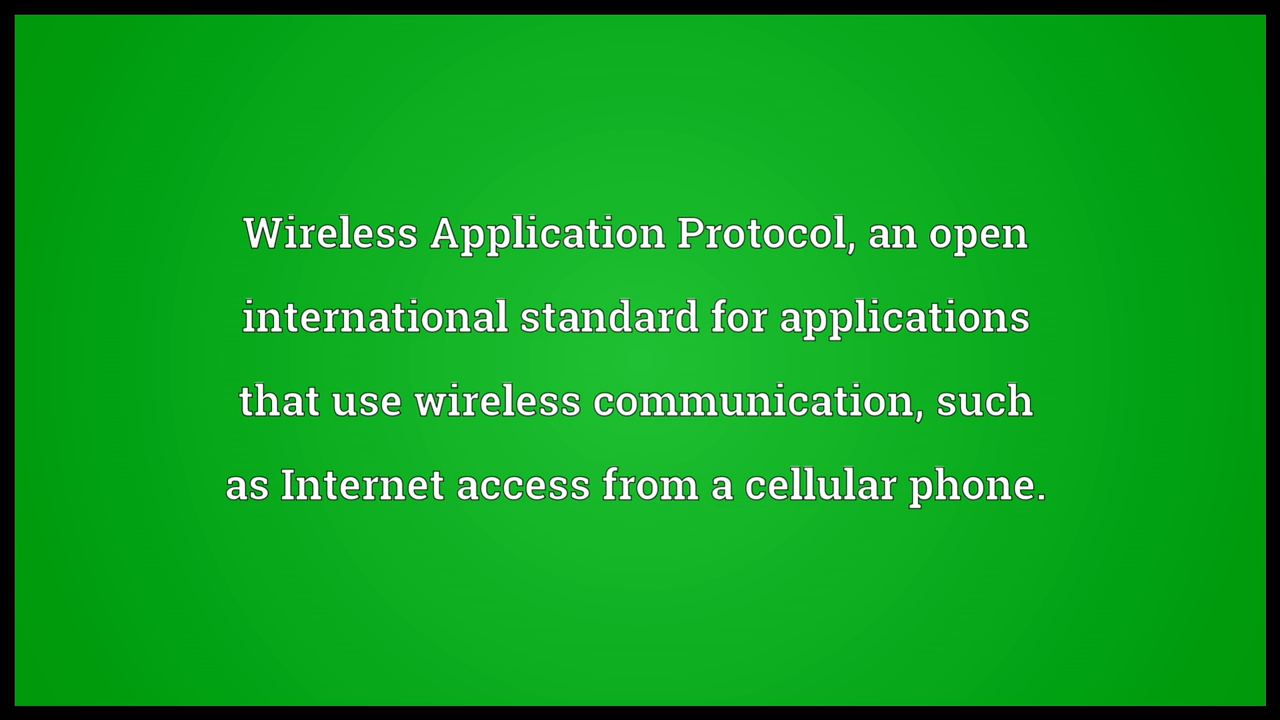 Wireless Application Protocol, an open
international standard for applications
that use wireless communication, such
as Internet access from a cellular phone.